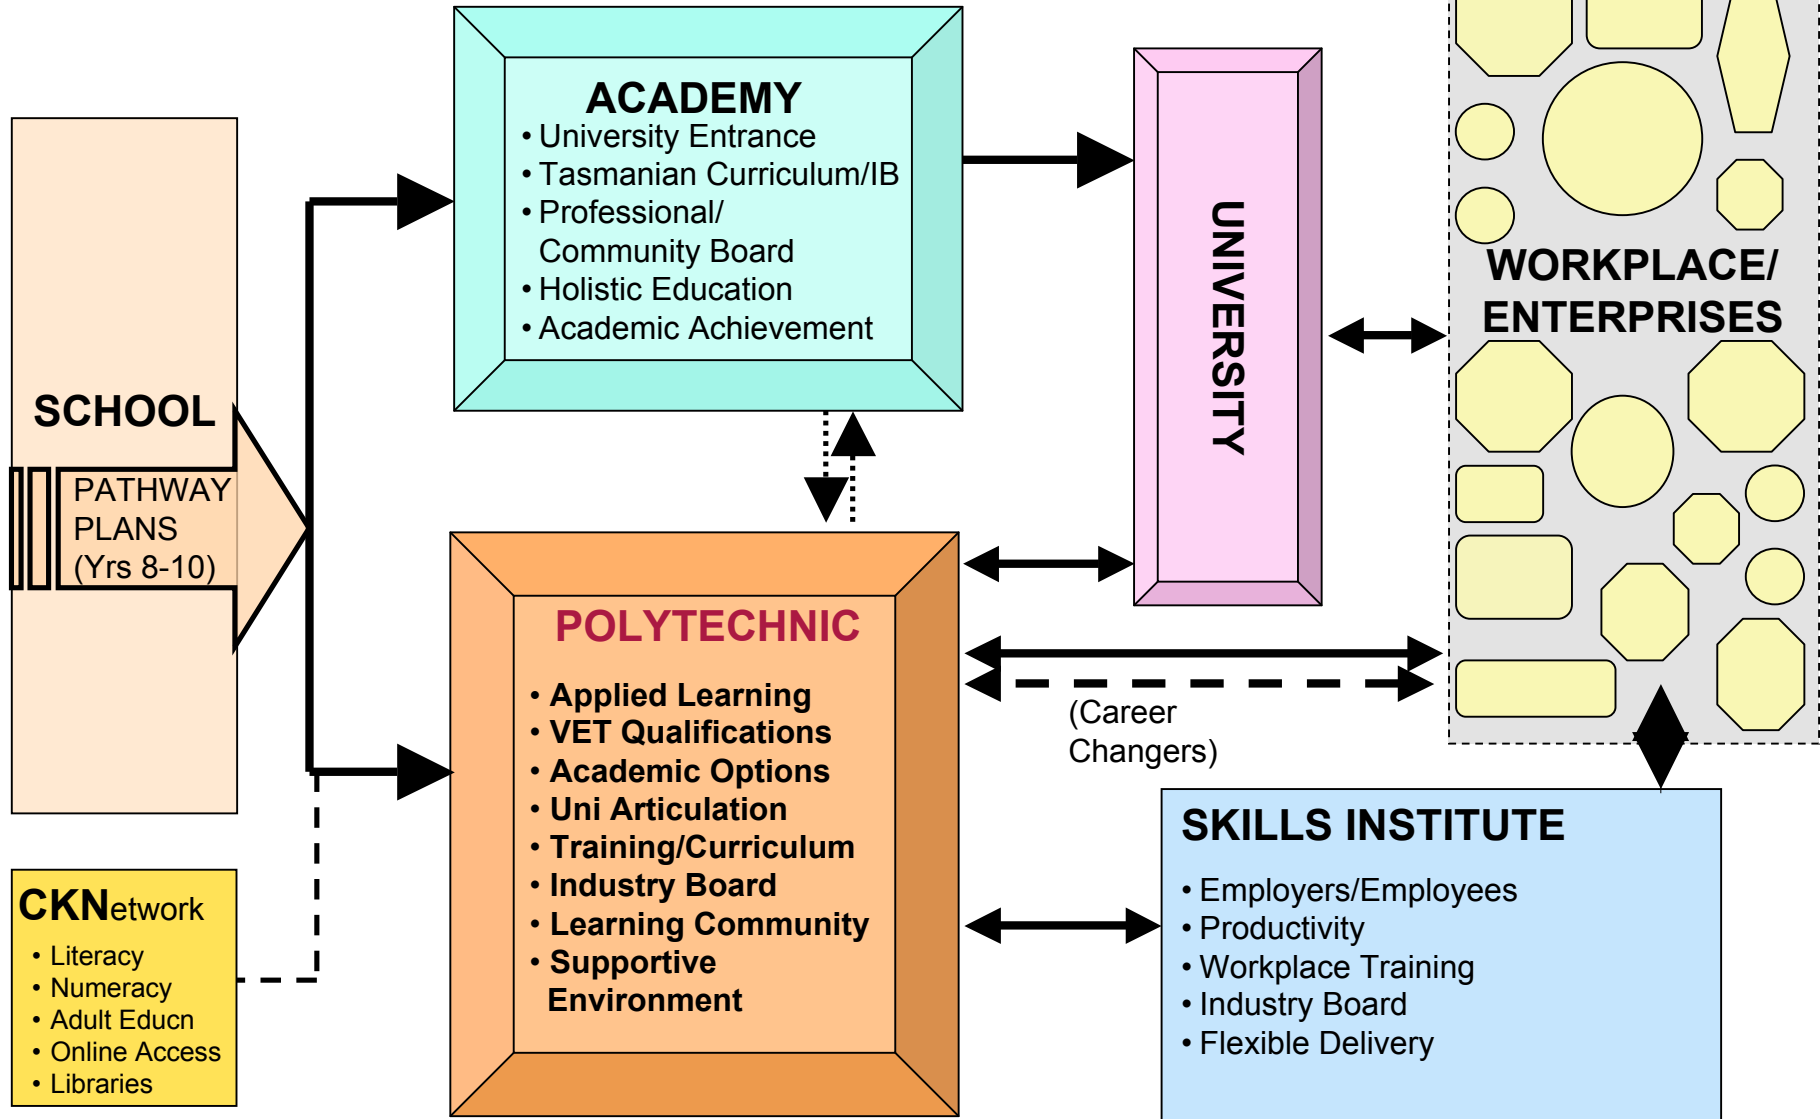 SCHOOL
PATHWAY
PLANS
(Yrs 8-10)
CKNetwork
• Literacy
• Numeracy
• Adult Educn
• Online Access
• Libraries
ACADEMY
• University Entrance
• Tasmanian Curriculum/IB
• Professional/
Community Board
• Holistic Education
• Academic Achievement
POLYTECHNIC
• Applied Learning
• VET Qualifications
• Academic Options
• Uni Articulation
• Training/Curriculum
• Industry Board
• Learning Community
• Supportive
Environment
UNIVERSITY
(Career
Changers)
WORKPLACE/
ENTERPRISES
SKILLS INSTITUTE
• Employers/Employees
• Productivity
• Workplace Training
• Industry Board
• Flexible Delivery